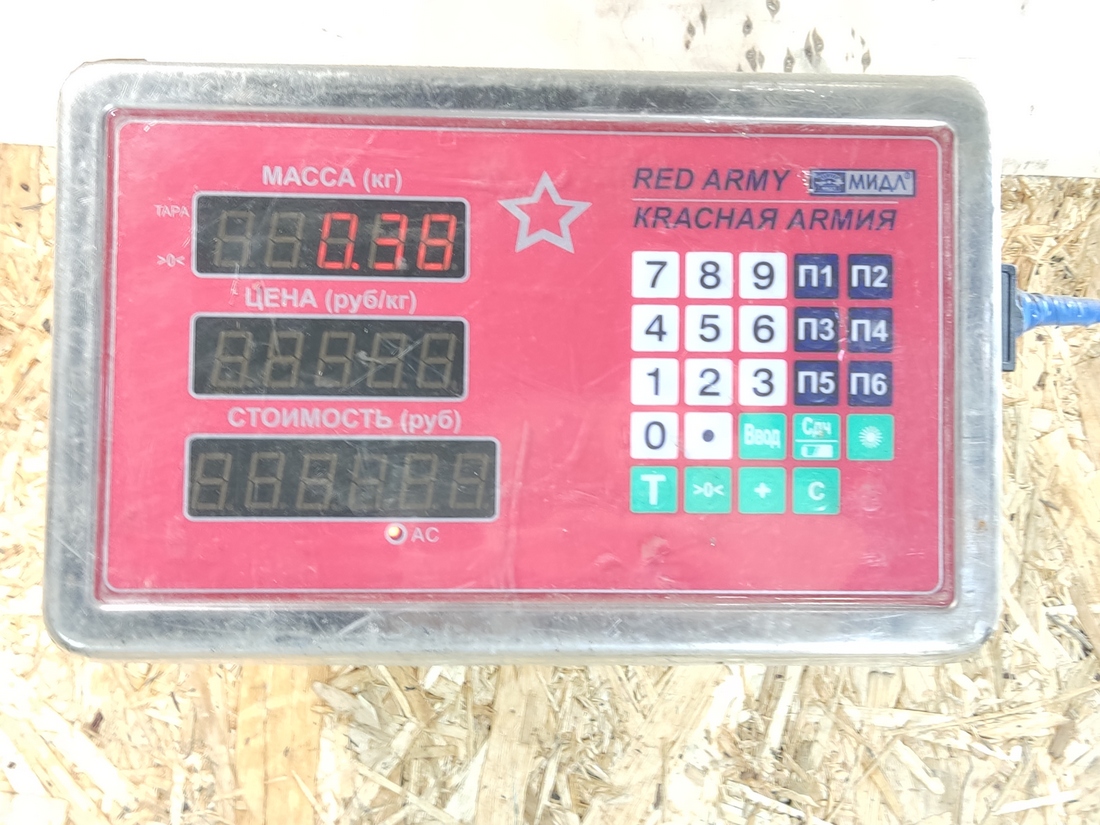 МАССА (кг)
ТАРА
0.38
>0<
ЦЕНА (руб/кг)
СТОИМОСТЬ (руб)
AC
RED ARMY МИДЛ
КRАСНАЯ АRМИЯ
7 8 9 П1 П2
4 5 6 П3 П4
1 2 3 П5 П6
0 • Ввод Сдч
T >0< + C